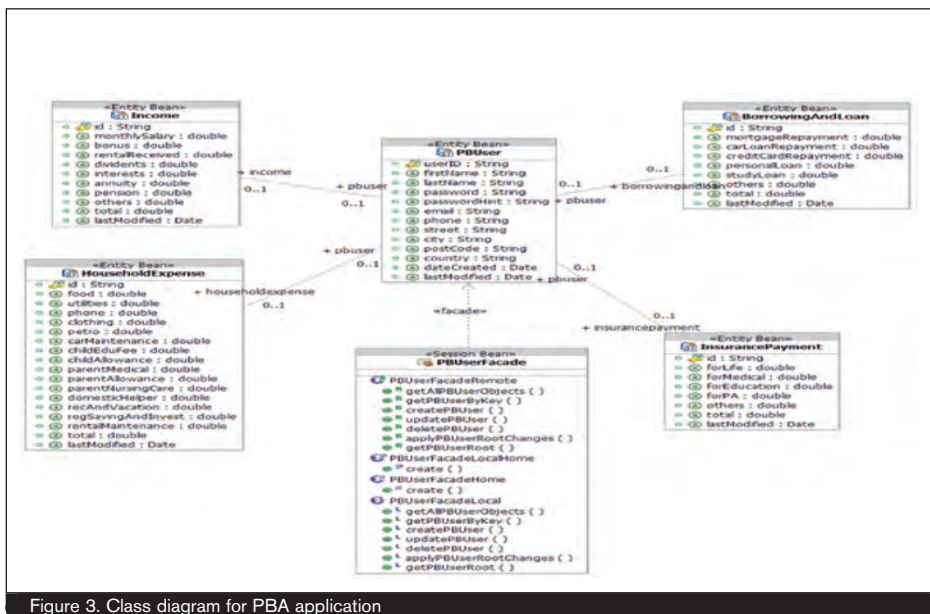 «Entity Bean»
Income
id : String
monthlySalary : double
bonus : double
rentalReceived : double
dividents : double
interests : double
annuity : double
pension : double
others : double
total : double
lastModified : Date
+ income
0..1
+ pbuser
0..1
«Entity Bean»
PBUser
userID : String
firstName : String
lastName : String
password : String
passwordHint : String
email : String
phone : String
street : String
city : String
postCode : String
country : String
dateCreated : Date
lastModified : Date
0..1
+ pbuser
0..1
+ borrowingandloan
«Entity Bean»
BorrowingAndLoan
id : String
mortgageRepayment : double
carLoanRepayment : double
creditCardRepayment : double
personalLoan : double
studyLoan : double
others : double
total : double
lastModified : Date
«Entity Bean»
HouseholdExpense
id : String
food : double
utilities : double
phone : double
clothing : double
petro : double
carMaintenance : double
childEduFee : double
childAllowance : double
parentMedical : double
parentAllowance : double
parentNursingCare : double
domesticHelper : double
recAndVacation : double
regSavingAndInvest : double
rentalMaintenance : double
total : double
lastModified : Date
+ pbuser
0..1
+ householdexpense
0..1
+ pbuser
0..1
0..1
+ insurancepayment
«facade»
«Entity Bean»
InsurancePayment
id : String
forLife : double
forMedical : double
forEducation : double
forPA : double
others : double
total : double
lastModified : Date
«Session Bean»
PBUserFacade
PBUserFacadeRemote
getAllPBUserObjects ( )
getPBUserByKey ( )
createPBUser ( )
updatePBUser ( )
deletePBUser ( )
applyPBUserRootChanges ( )
getPBUserRoot ( )
PBUserFacadeLocalHome
create ( )
PBUserFacadeHome
create ( )
PBUserFacadeLocal
getAllPBUserObjects ( )
getPBUserByKey ( )
createPBUser ( )
updatePBUser ( )
deletePBUser ( )
applyPBUserRootChanges ( )
getPBUserRoot ( )
Figure 3. Class diagram for PBA application